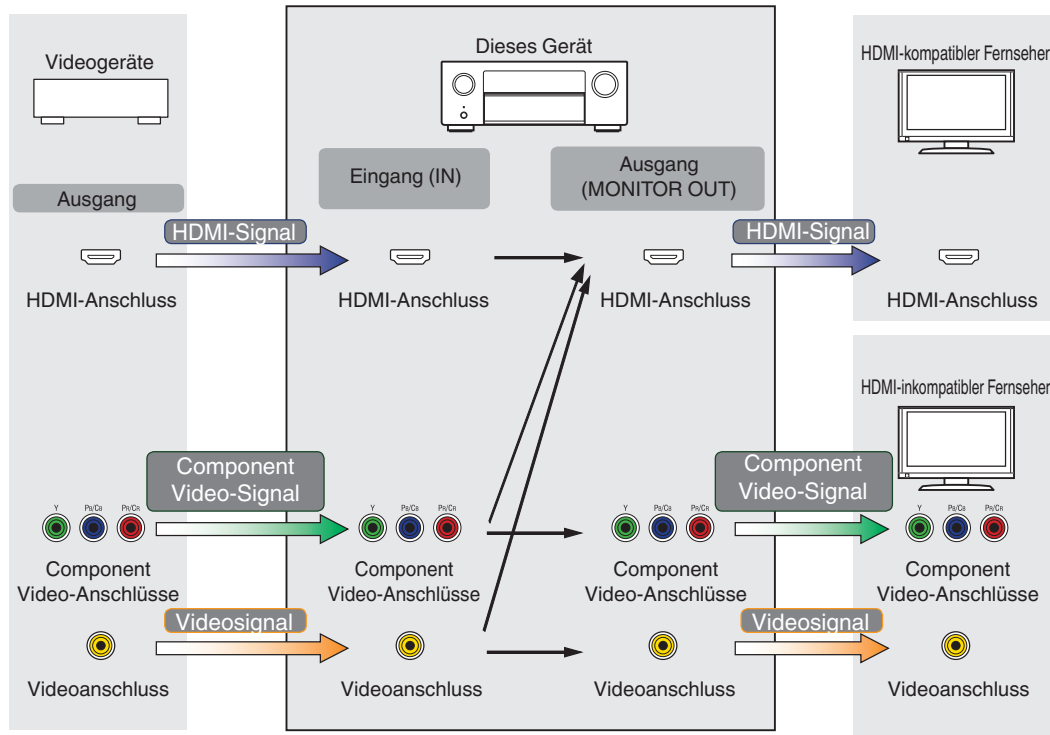 Videogeräte
Dieses Gerät
HDMI-kompatibler Fernseher
Ausgang
Eingang (IN)
Ausgang
(MONITOR OUT)
HDMI-Signal
HDMI-Signal
HDMI-Anschluss
HDMI-Anschluss
HDMI-Anschluss
HDMI-Anschluss
HDMI-inkompatibler Fernseher
Component
Video-Signal
Component
Video-Signal
Y PB/CB PR/CR
Y PB/CB PR/CR
Y PB/CB PR/CR
Y PB/CB PR/CR
Component
Video-Anschlüsse
Component
Video-Anschlüsse
Component
Video-Anschlüsse
Component
Video-Anschlüsse
Videosignal
Videosignal
Videoanschluss
Videoanschluss
Videoanschluss
Videoanschluss